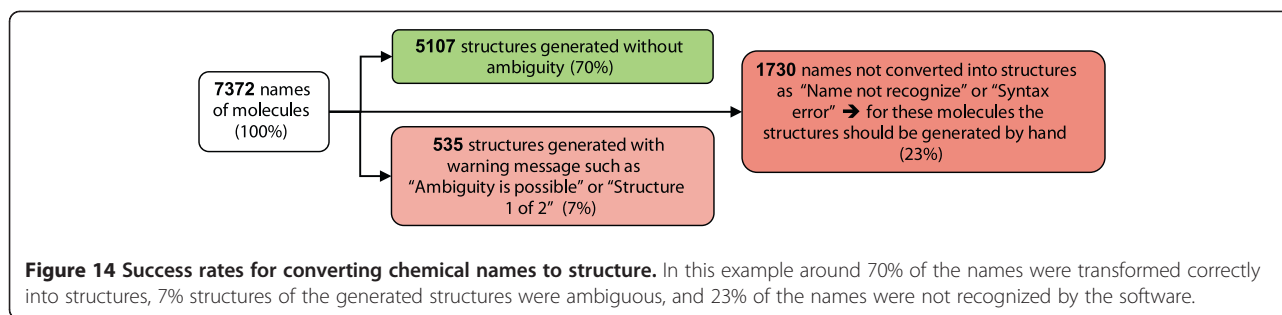 7372 names
of molecules
(100%)
5107 structures generated without
ambiguity (70%)
535 structures generated with
warning message such as
“Ambiguity is possible” or “Structure
1 of 2” (7%)
1730 names not converted into structures
as “Name not recognize” or “Syntax
error” ➔ for these molecules the
structures should be generated by hand
(23%)
Figure 14 Success rates for converting chemical names to structure. In this example around 70% of the names were transformed correctly
into structures, 7% structures of the generated structures were ambiguous, and 23% of the names were not recognized by the software.